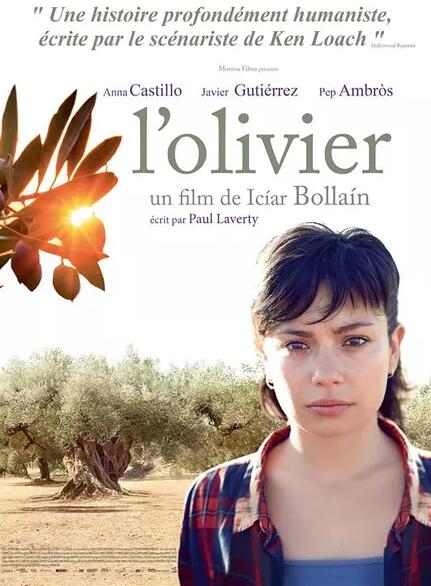 " Une histoire profondément humaniste,
écrite par le scénariste de Ken Loach "
Hollywood Reporter
Morena Films présente
Anna Castillo Javier Gutiérrez Pep Ambròs
l'olivier
un film de Icíar Bollaín
écrit par Paul Laverty